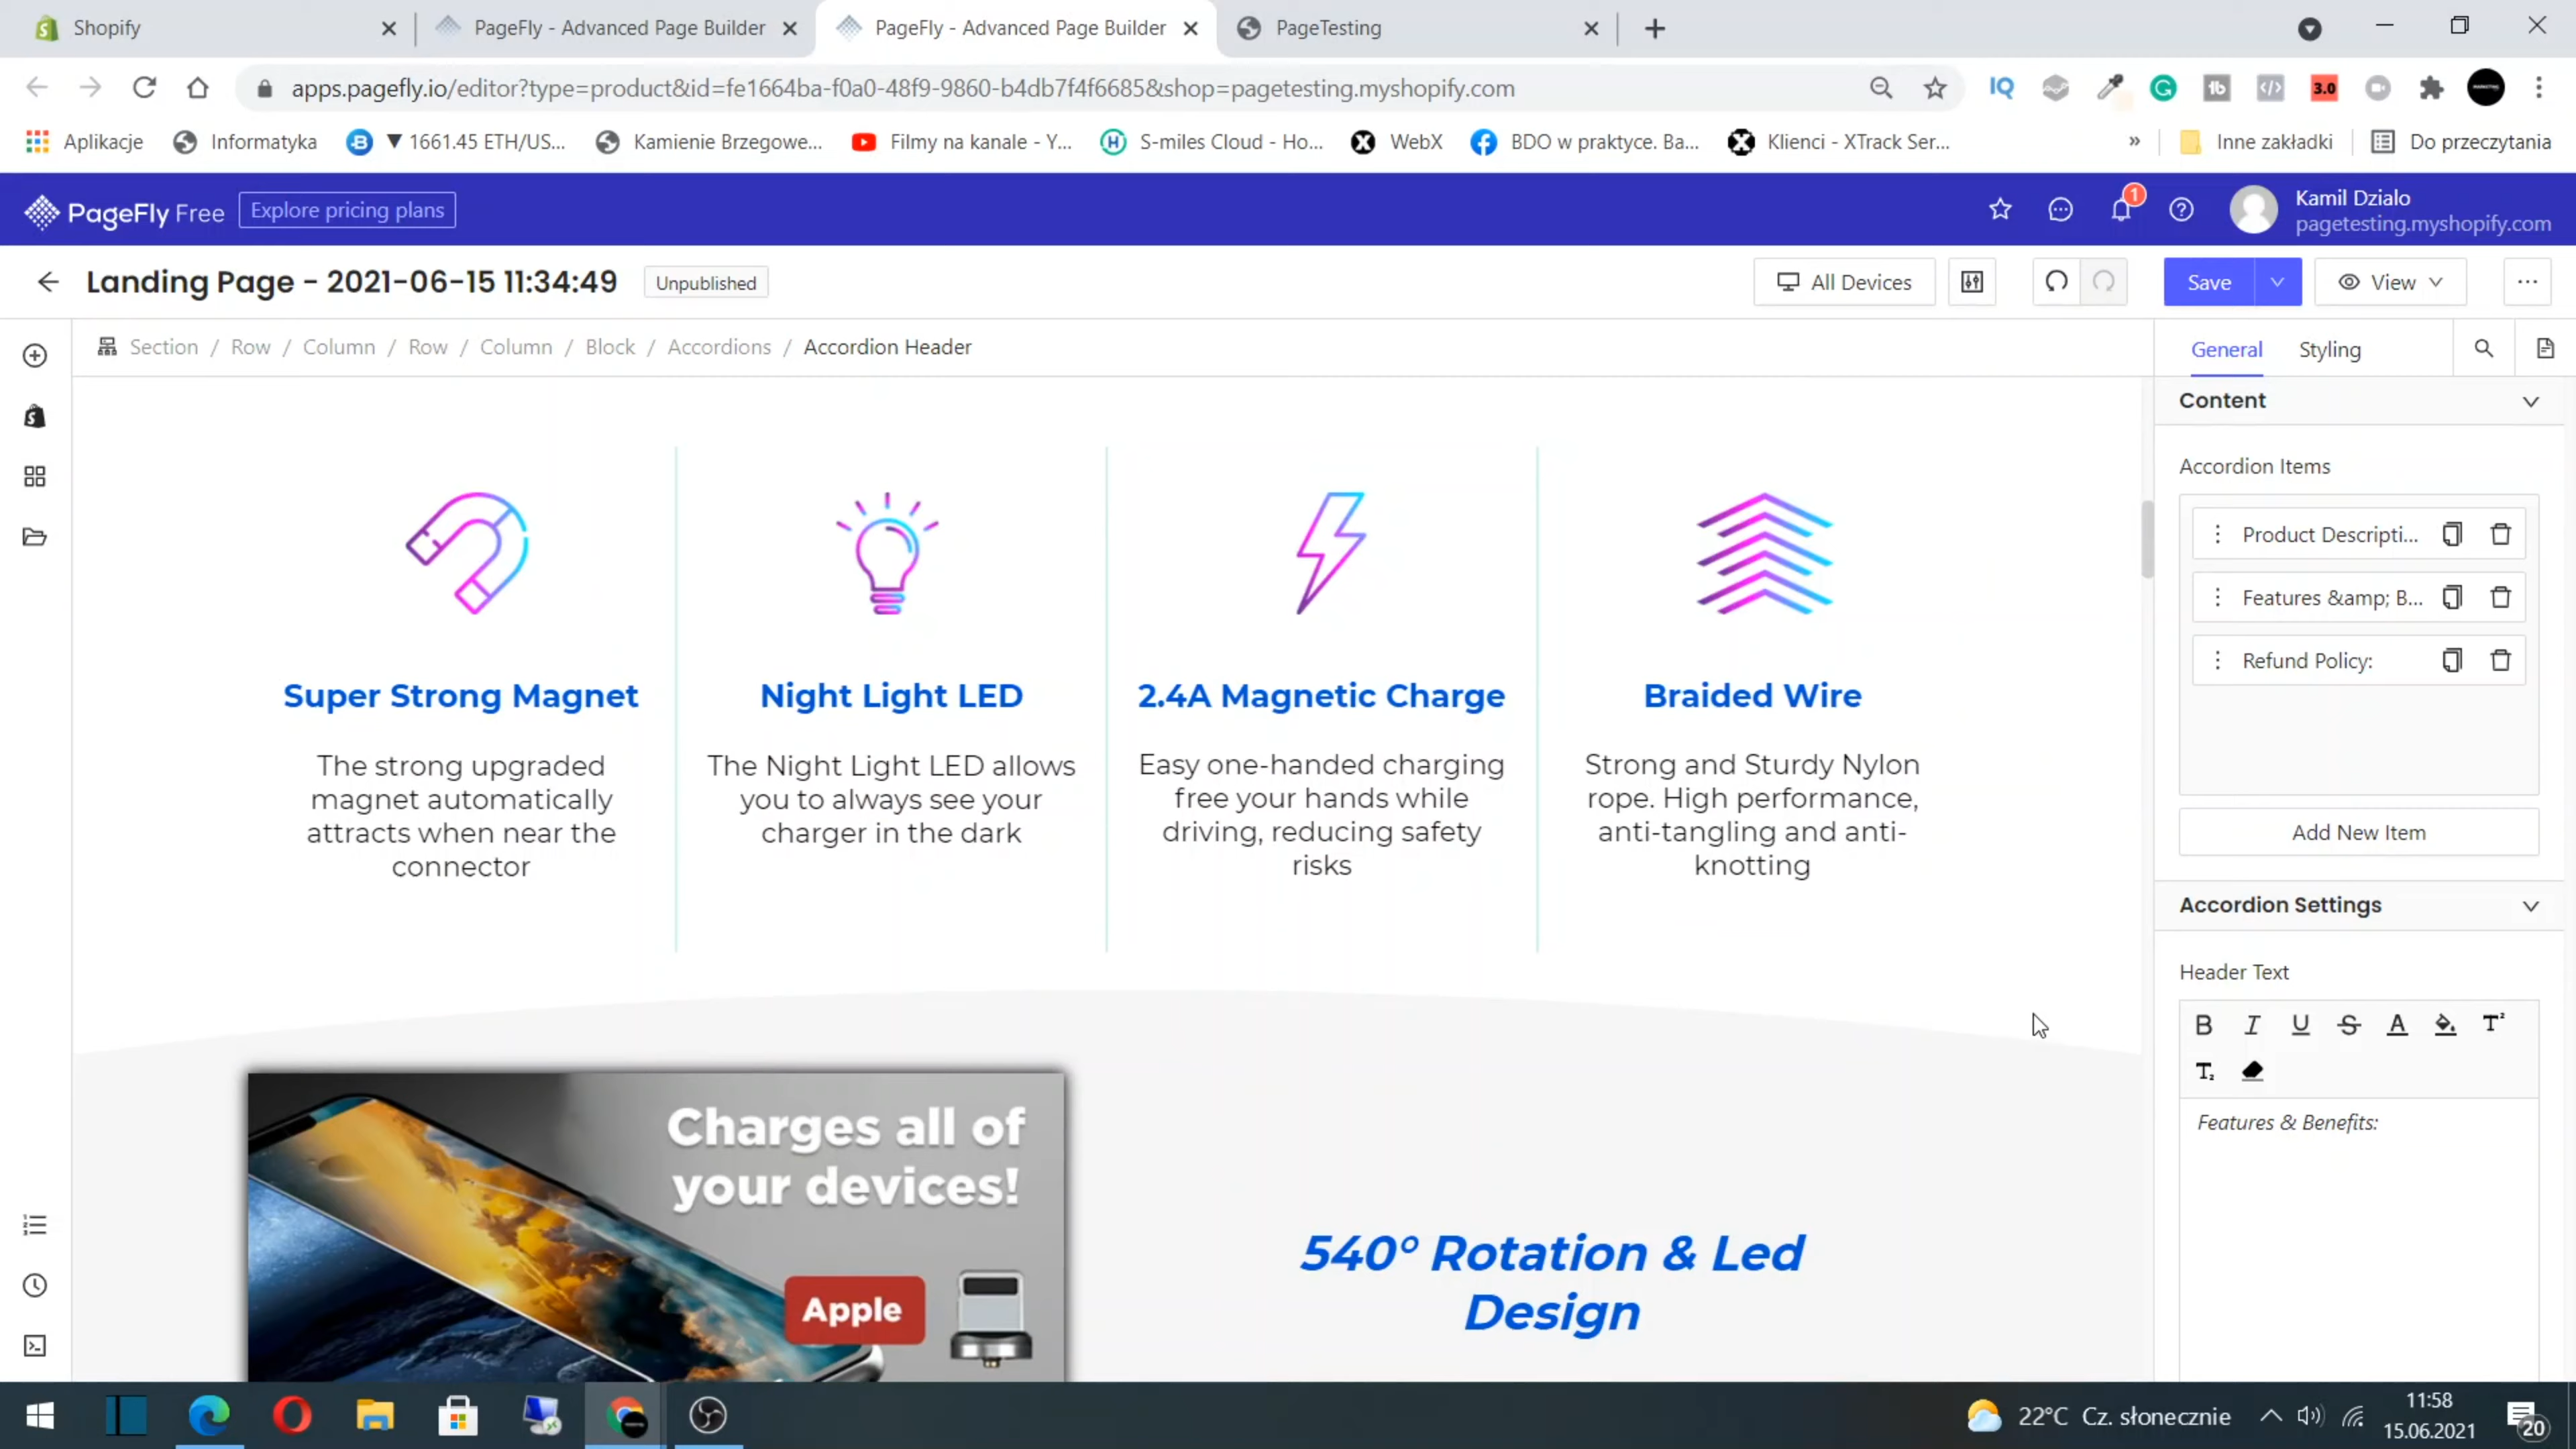 Shopify
PageFly - Advanced Page Builder
PageFly - Advanced Page Builder
PageTesting
apps.pagefly.io/editor?type=product&id=fe1664ba-f0a0-48f9-9860-b4db7f4f6685&shop=pagetesting.myshopify.com
IQ
3.0
Aplikacje
Informatyka
▼ 1661.45 ETH/US...
Kamienie Brzegowe...
Filmy na kanale - Y...
S-miles Cloud - Ho...
WebX
BDO w praktyce. Ba...
Klienci - XTrack Ser...
»
Inne zakładki
Do przeczytania
PageFly Free
Explore pricing plans
1
Kamil Dzialo
pagetesting.myshopify.com
Landing Page - 2021-06-15 11:34:49
Unpublished
All Devices
Save
View
Section / Row / Column / Row / Column / Block / Accordions / Accordion Header
General
Styling
Content
Accordion Items
Product Descripti...
Features &amp; B...
Refund Policy:
Add New Item
Accordion Settings
Header Text
Features & Benefits:
Super Strong Magnet
The strong upgraded
magnet automatically
attracts when near the
connector
Night Light LED
The Night Light LED allows
you to always see your
charger in the dark
2.4A Magnetic Charge
Easy one-handed charging
free your hands while
driving, reducing safety
risks
Braided Wire
Strong and Sturdy Nylon
rope. High performance,
anti-tangling and anti-
knotting
Charges all of
your devices!
Apple
540° Rotation & Led
Design
22°C Cz. słonecznie
11:58
15.06.2021
20